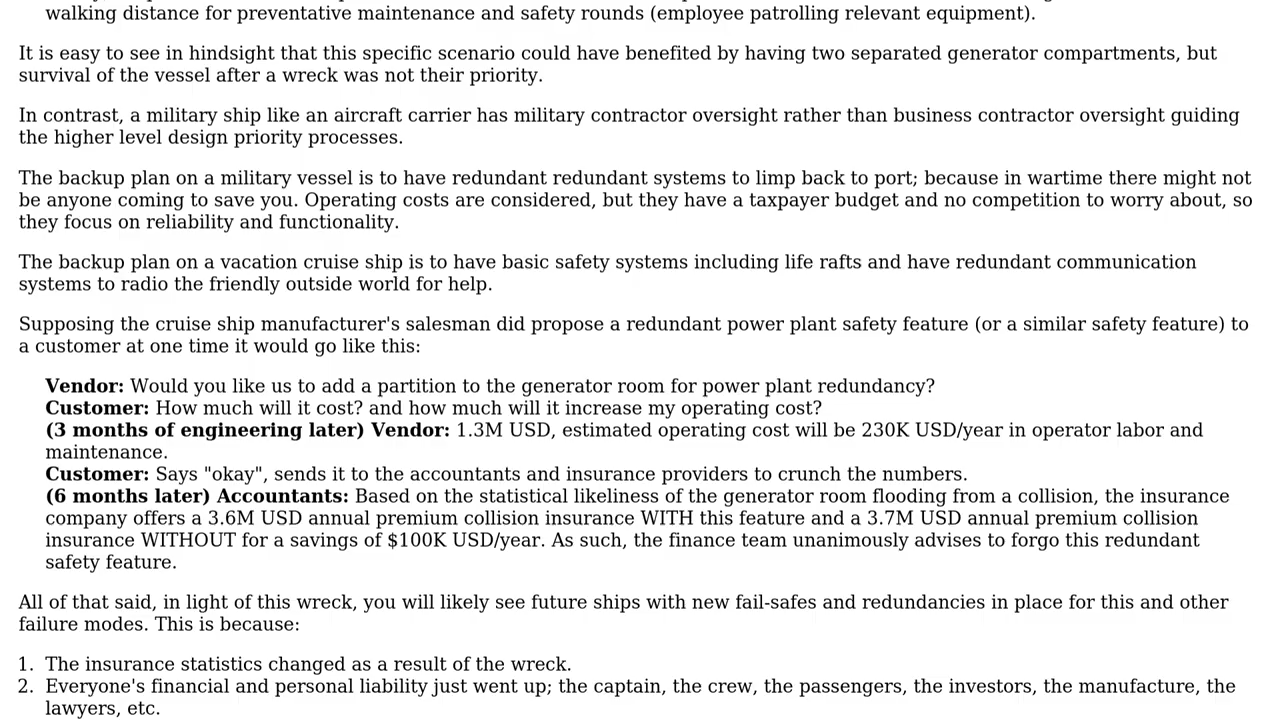 walking distance for preventative maintenance and safety rounds (employee patrolling relevant equipment).
It is easy to see in hindsight that this specific scenario could have benefited by having two separated generator compartments, but
survival of the vessel after a wreck was not their priority.
In contrast, a military ship like an aircraft carrier has military contractor oversight rather than business contractor oversight guiding
the higher level design priority processes.
The backup plan on a military vessel is to have redundant redundant systems to limp back to port; because in wartime there might not
be anyone coming to save you. Operating costs are considered, but they have a taxpayer budget and no competition to worry about, so
they focus on reliability and functionality.
The backup plan on a vacation cruise ship is to have basic safety systems including life rafts and have redundant communication
systems to radio the friendly outside world for help.
Supposing the cruise ship manufacturer's salesman did propose a redundant power plant safety feature (or a similar safety feature) to
a customer at one time it would go like this:
Vendor: Would you like us to add a partition to the generator room for power plant redundancy?
Customer: How much will it cost? and how much will it increase my operating cost?
(3 months of engineering later) Vendor: 1.3M USD, estimated operating cost will be 230K USD/year in operator labor and
maintenance.
Customer: Says "okay", sends it to the accountants and insurance providers to crunch the numbers.
(6 months later) Accountants: Based on the statistical likeliness of the generator room flooding from a collision, the insurance
company offers a 3.6M USD annual premium collision insurance WITH this feature and a 3.7M USD annual premium collision
insurance WITHOUT for a savings of $100K USD/year. As such, the finance team unanimously advises to forgo this redundant
safety feature.
All of that said, in light of this wreck, you will likely see future ships with new fail-safes and redundancies in place for this and other
failure modes. This is because:
1. The insurance statistics changed as a result of the wreck.
2. Everyone's financial and personal liability just went up; the captain, the crew, the passengers, the investors, the manufacture, the
lawyers, etc.